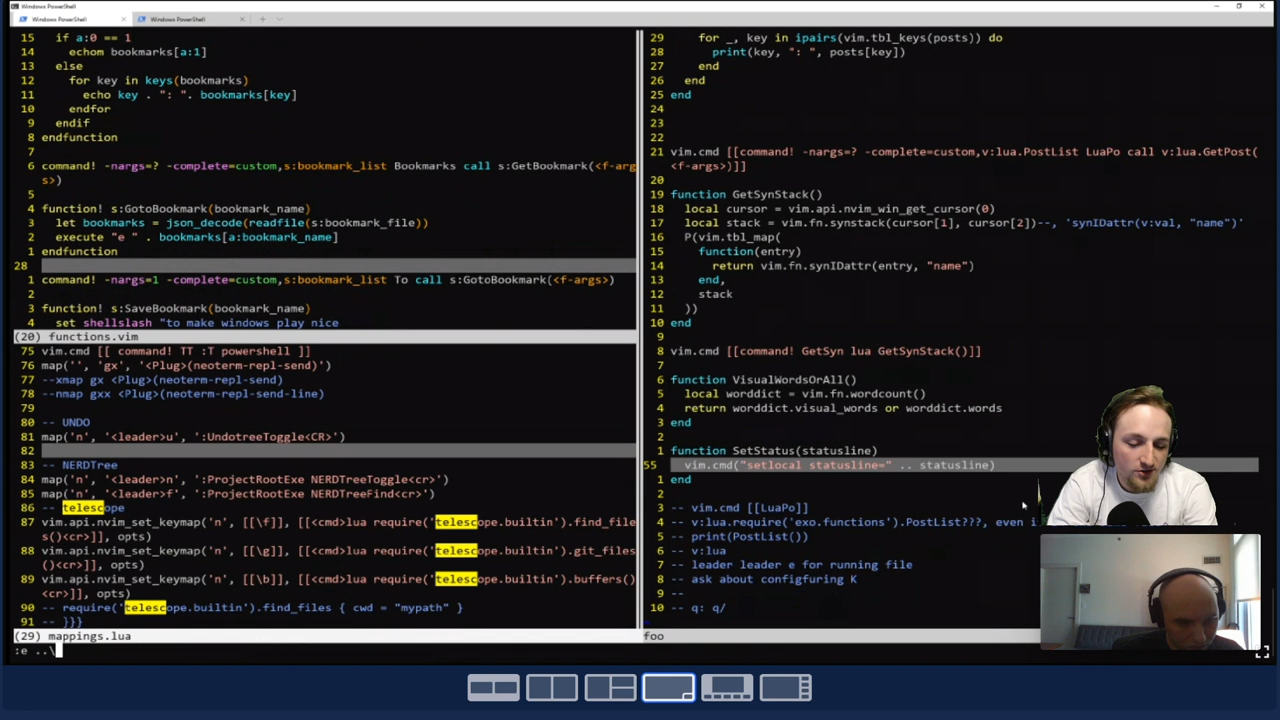 Windows PowerShell
Windows PowerShell
Windows PowerShell
15 if a:0 == 1
14 echom bookmarks[a:1]
13 else
12 for key in keys(bookmarks)
11 echo key . ": ". bookmarks[key]
10 endfor
9 endif
8 endfunction
7
6 command! -nargs=? -complete=custom,s:bookmark_list Bookmarks call s:GetBookmark(<f-arg
s>)
5
4 function! s:GotoBookmark(bookmark_name)
3 let bookmarks = json_decode(readfile(s:bookmark_file))
2 execute "e " . bookmarks[a:bookmark_name]
1 endfunction
28
1 command! -nargs=1 -complete=custom,s:bookmark_list To call s:GotoBookmark(<f-args>)
2
3 function! s:SaveBookmark(bookmark_name)
4 set shellslash "to make windows play nice
(20) functions.vim
75 vim.cmd [[ command! TT :T powershell ]]
76 map('', 'gx', '<Plug>(neoterm-repl-send)')
77 --xmap gx <Plug>(neoterm-repl-send)
78 --nmap gxx <Plug>(neoterm-repl-send-line)
79
80 -- UNDO
81 map('n', '<leader>u', ':UndotreeToggle<CR>')
82
83 -- NERDTree
84 map('n', '<leader>n', ':ProjectRootExe NERDTreeToggle<cr>')
85 map('n', '<leader>f', ':ProjectRootExe NERDTreeFind<cr>')
86 -- telescope
87 vim.api.nvim_set_keymap('n', [[\f]], [[<cmd>lua require('telescope.builtin').find_file
s()<cr>]], opts)
88 vim.api.nvim_set_keymap('n', [[\g]], [[<cmd>lua require('telescope.builtin').git_files
()<cr>]], opts)
89 vim.api.nvim_set_keymap('n', [[\b]], [[<cmd>lua require('telescope.builtin').buffers()
<cr>]], opts)
90 -- require('telescope.builtin').find_files { cwd = "mypath" }
91 -- }}}
(29) mappings.lua
:e ..\
29 for _, key in ipairs(vim.tbl_keys(posts)) do
28 print(key, ": ", posts[key])
27 end
26 end
25 end
24
23
22
21 vim.cmd [[command! -nargs=? -complete=custom,v:lua.PostList LuaPo call v:lua.GetPost(
<f-args>)]]
20
19 function GetSynStack()
18 local cursor = vim.api.nvim_win_get_cursor(0)
17 local stack = vim.fn.synstack(cursor[1], cursor[2])--, 'synIDattr(v:val, "name")'
16 P(vim.tbl_map(
15 function(entry)
14 return vim.fn.synIDattr(entry, "name")
13 end,
12 stack
11 ))
10 end
9
8 vim.cmd [[command! GetSyn lua GetSynStack()]]
7
6 function VisualWordsOrAll()
5 local worddict = vim.fn.wordcount()
4 return worddict.visual_words or worddict.words
3 end
2
1 function SetStatus(statusline)
55 vim.cmd("setlocal statusline=" .. statusline)
1 end
2
3 -- vim.cmd [[LuaPo]]
4 -- v:lua.require('exo.functions').PostList???, even
5 -- print(PostList())
6 -- v:lua
7 -- leader leader e for running file
8 -- ask about configfuring K
9 --
10 -- q: q/
foo